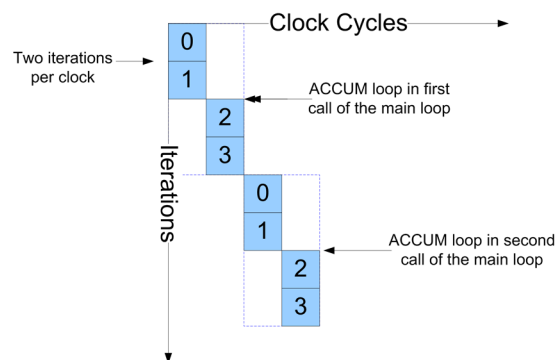 Clock Cycles
0
Two iterations
per clock
1
ACCUM loop in first
call of the main loop
2
3
Iterations
0
1
ACCUM loop in second
call of the main loop
2
3